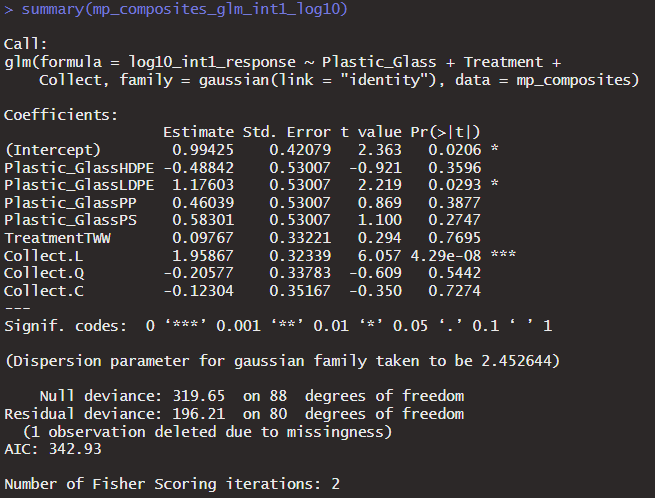 > summary(mp_composites_glm_int1_log10)
Call:
glm(formula = log10_int1_response ~ Plastic_Glass + Treatment +
    Collect, family = gaussian(link = "identity"), data = mp_composites)
Coefficients:
                  Estimate Std. Error t value Pr(>|t|)
(Intercept)        0.99425    0.42079   2.363   0.0206 *
Plastic_GlassHDPE -0.48842    0.53007  -0.921   0.3596
Plastic_GlassLDPE  1.17603    0.53007   2.219   0.0293 *
Plastic_GlassPP    0.46039    0.53007   0.869   0.3877
Plastic_GlassPS    0.58301    0.53007   1.100   0.2747
TreatmentTWW       0.09767    0.33221   0.294   0.7695
Collect.L          1.95867    0.32339   6.057 4.29e-08 ***
Collect.Q         -0.20577    0.33783  -0.609   0.5442
Collect.C         -0.12304    0.35167  -0.350   0.7274
---
Signif. codes:  0 ‘***’ 0.001 ‘**’ 0.01 ‘*’ 0.05 ‘.’ 0.1 ‘ ’ 1
(Dispersion parameter for gaussian family taken to be 2.452644)
    Null deviance: 319.65  on 88  degrees of freedom
Residual deviance: 196.21  on 80  degrees of freedom
  (1 observation deleted due to missingness)
AIC: 342.93
Number of Fisher Scoring iterations: 2